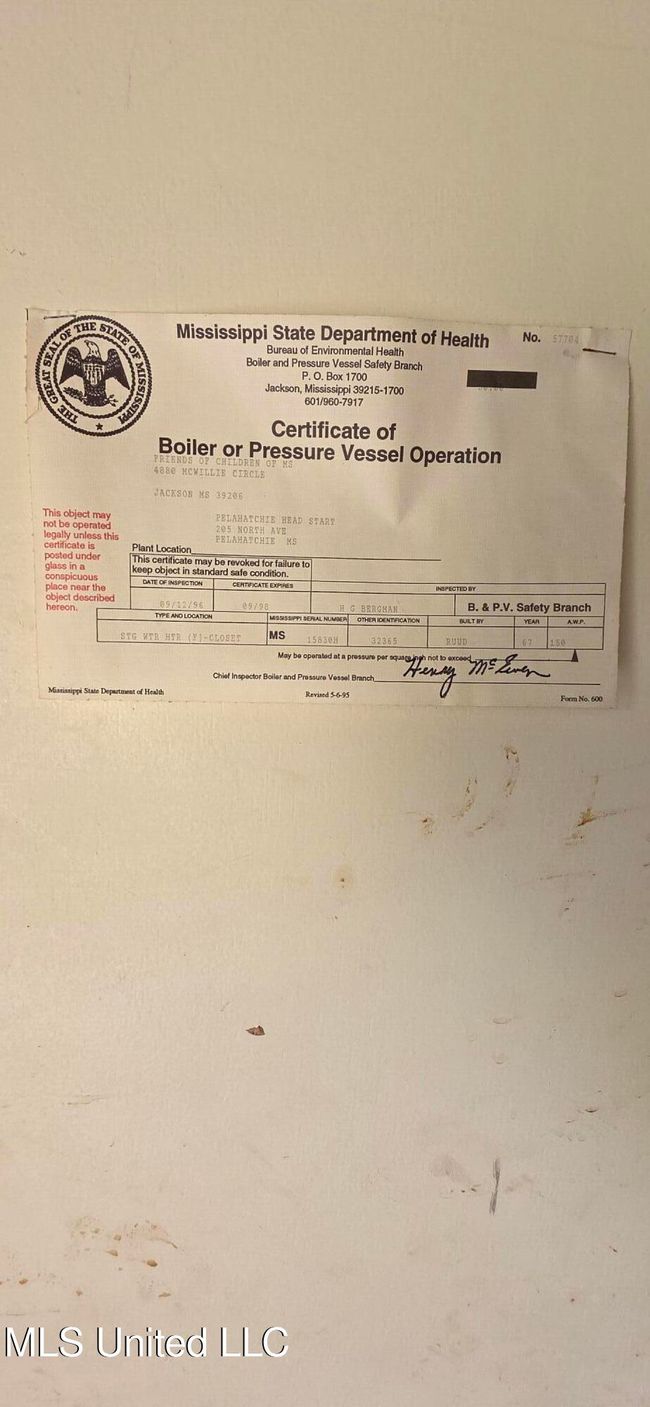 THE GREAT SEAL OF THE STATE OF MISSISSIPPI
Mississippi State Department of Health
No. 57704
Bureau of Environmental Health
Boiler and Pressure Vessel Safety Branch
P. O. Box 1700
Jackson, Mississippi 39215-1700
601/960-7917
Certificate of
Boiler or Pressure Vessel Operation
FRIENDS OF CHILDREN OF MS
4880 MCWILLIE CIRCLE
JACKSON MS 39206
This object may
not be operated
legally unless this
certificate is
posted under
glass in a
conspicuous
place near the
object described
hereon.
PELAHATCHIE HEAD START
205 NORTH AVE
PELAHATCHIE MS
Plant Location
This certificate may be revoked for failure to
keep object in standard safe condition.
DATE OF INSPECTION CERTIFICATE EXPIRES INSPECTED BY
09/12/96 09/98 H G BERGMAN B. & P.V. Safety Branch
TYPE AND LOCATION MISSISSIPPI SERIAL NUMBER OTHER IDENTIFICATION BUILT BY YEAR A.W.P.
STG WTR HTR (F)-CLOSET MS 15830H 32365 RUUD 67 150
May be operated at a pressure per square inch not to exceed
Chief Inspector Boiler and Pressure Vessel Branch Henry McEwen
Mississippi State Department of Health Revised 5-6-95 Form No. 600
MLS United LLC